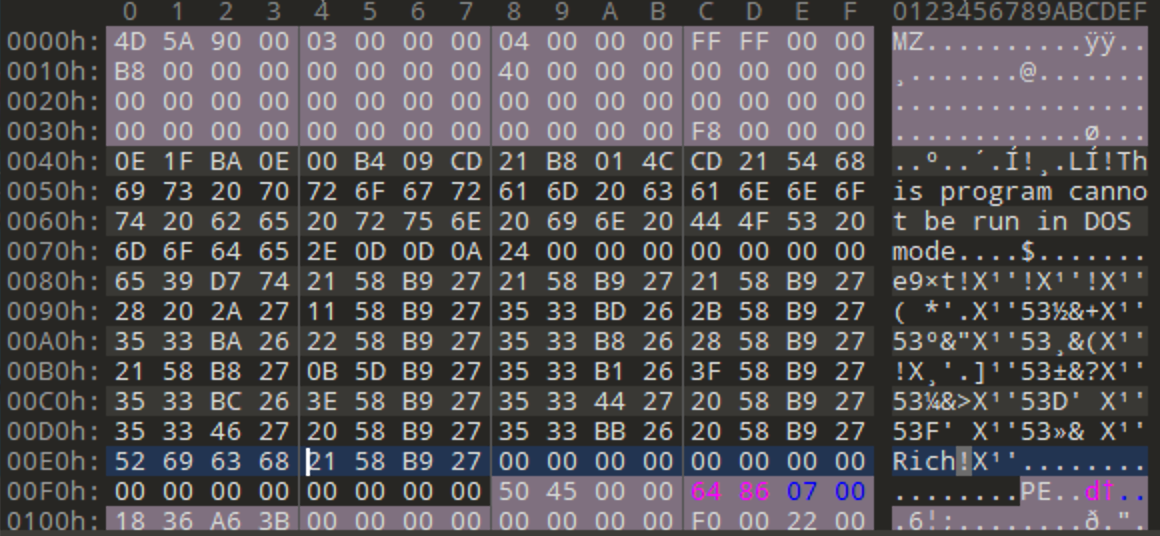 0 1 2 3 4 5 6 7 8 9 A B C D E F 0123456789ABCDEF
0000h: 4D 5A 90 00 03 00 00 00 04 00 00 00 FF FF 00 00 MZ..........ÿÿ..
0010h: B8 00 00 00 00 00 00 00 40 00 00 00 00 00 00 00 ¸.......@.......
0020h: 00 00 00 00 00 00 00 00 00 00 00 00 00 00 00 00 ................
0030h: 00 00 00 00 00 00 00 00 00 00 00 00 F8 00 00 00 ............ø...
0040h: 0E 1F BA 0E 00 B4 09 CD 21 B8 01 4C CD 21 54 68 ..º..´.Í!¸.LÍ!Th
0050h: 69 73 20 70 72 6F 67 72 61 6D 20 63 61 6E 6E 6F is program canno
0060h: 74 20 62 65 20 72 75 6E 20 69 6E 20 44 4F 53 20 t be run in DOS
0070h: 6D 6F 64 65 2E 0D 0D 0A 24 00 00 00 00 00 00 00 mode....$.......
0080h: 65 39 D7 74 21 58 B9 27 21 58 B9 27 21 58 B9 27 e9×t!X¹'!X¹'!X¹'
0090h: 28 20 2A 27 11 58 B9 27 35 33 BD 26 2B 58 B9 27 ( *'.X¹'53½&+X¹'
00A0h: 35 33 BA 26 22 58 B9 27 35 33 B8 26 28 58 B9 27 53º&"X¹'53¸&(X¹'
00B0h: 21 58 B8 27 0B 5D B9 27 35 33 B1 26 3F 58 B9 27 !X¸'.]¹'53±&?X¹'
00C0h: 35 33 BC 26 3E 58 B9 27 35 33 44 27 20 58 B9 27 53¼&>X¹'53D' X¹'
00D0h: 35 33 46 27 20 58 B9 27 35 33 BB 26 20 58 B9 27 53F' X¹'53»& X¹'
00E0h: 52 69 63 68 21 58 B9 27 00 00 00 00 00 00 00 00 Rich!X¹'........
00F0h: 00 00 00 00 00 00 00 00 50 45 00 00 64 86 07 00 ........PE..d†..
0100h: 18 36 A6 3B 00 00 00 00 00 00 00 00 F0 00 22 00 .6¦;........ð.".